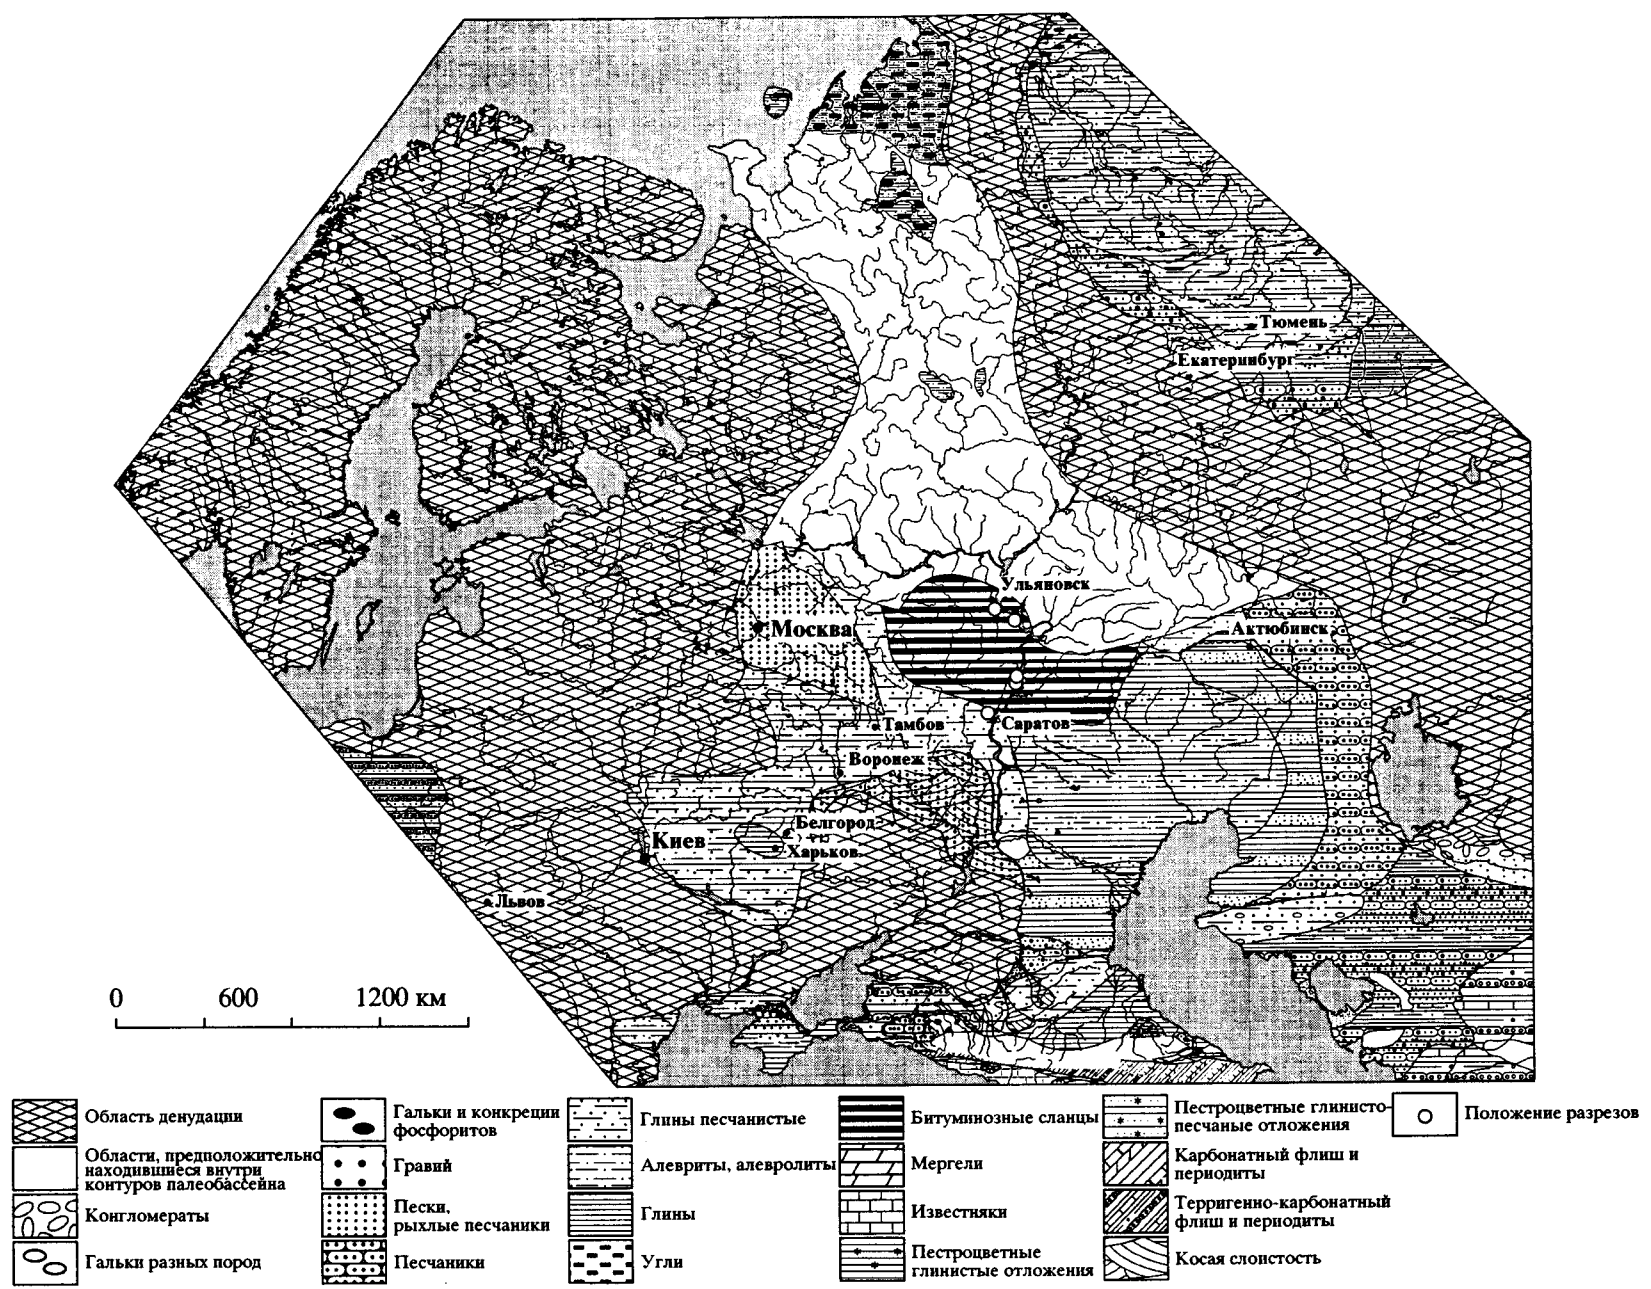 Тюмень
Екатеринбург
Ульяновск
Москва
Актюбинск
Тамбов
Саратов
Воронеж
Белгород
Киев
Харьков
Львов
0 600 1200 км
Область денудации
Области, предположительно
находившиеся внутри
контуров палеобассейна
Конгломераты
Гальки разных пород
Гальки и конкреции
фосфоритов
Гравий
Пески,
рыхлые песчаники
Песчаники
Глины песчанистые
Алевриты, алевролиты
Глины
Угли
Битуминозные сланцы
Мергели
Известняки
Пестроцветные
глинистые отложения
Пестроцветные глинисто-
песчаные отложения
Карбонатный флиш и
периодиты
Терригенно-карбонатный
флиш и периодиты
Косая слоистость
Положение разрезов